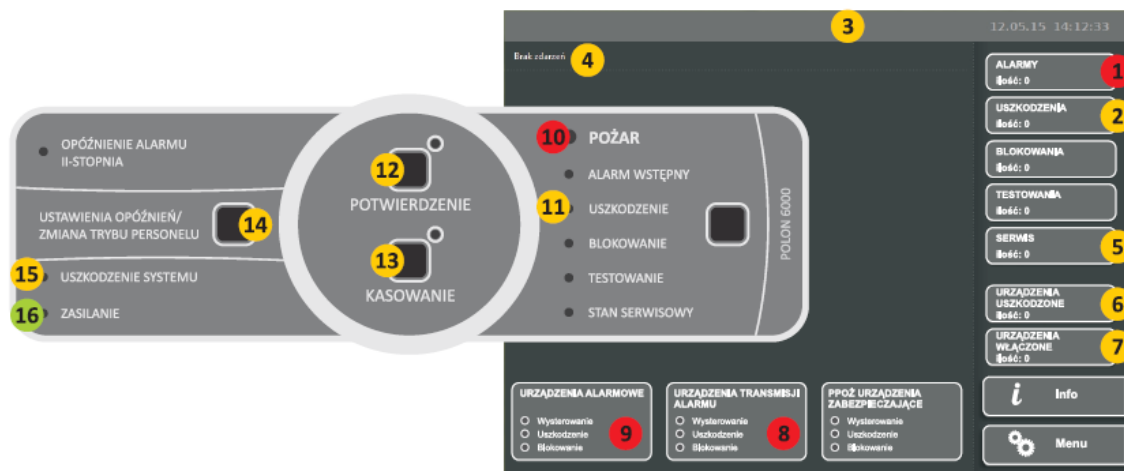 3
12.05.15 14:12:33
Brak zdarzeń
4
ALARMY
Ilość: 0
1
USZKODZENIA
Ilość: 0
2
BLOKOWANIA
Ilość: 0
TESTOWANIA
Ilość: 0
SERWIS
Ilość: 0
5
URZĄDZENIA
USZKODZONE
Ilość: 0
6
URZĄDZENIA
WŁĄCZONE
Ilość: 0
7
Info
Menu
OPÓŹNIENIE ALARMU
II-STOPNIA
USTAWIENIA OPÓŹNIEŃ/
ZMIANA TRYBU PERSONELU
14
15
USZKODZENIE SYSTEMU
16
ZASILANIE
12
POTWIERDZENIE
13
KASOWANIE
10
POŻAR
ALARM WSTĘPNY
11
USZKODZENIE
BLOKOWANIE
TESTOWANIE
STAN SERWISOWY
POLON 6000
URZĄDZENIA ALARMOWE
Wysterowanie
Uszkodzenie
Blokowanie
9
URZĄDZENIA TRANSMISJI
ALARMU
Wysterowanie
Uszkodzenie
Blokowanie
8
PPOŻ URZĄDZENIA
ZABEZPIECZAJĄCE
Wysterowanie
Uszkodzenie
Blokowanie